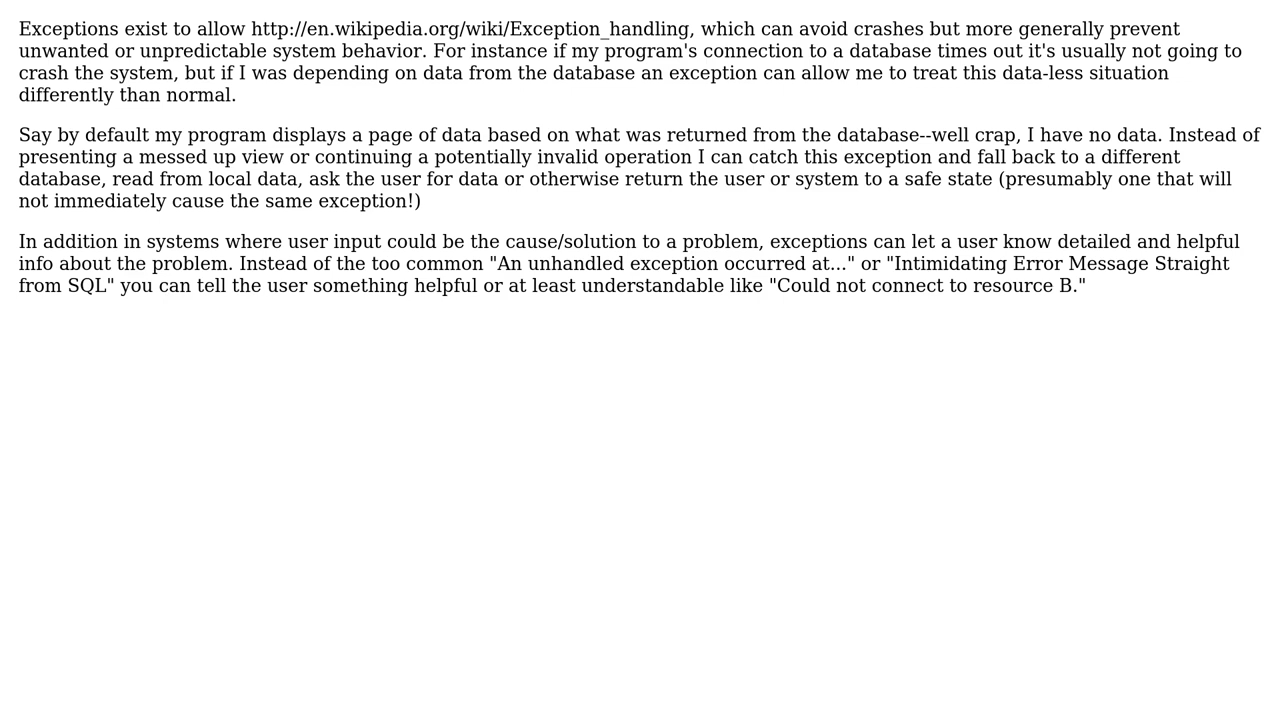 Exceptions exist to allow http://en.wikipedia.org/wiki/Exception_handling, which can avoid crashes but more generally prevent
unwanted or unpredictable system behavior. For instance if my program's connection to a database times out it's usually not going to
crash the system, but if I was depending on data from the database an exception can allow me to treat this data-less situation
differently than normal.
Say by default my program displays a page of data based on what was returned from the database--well crap, I have no data. Instead of
presenting a messed up view or continuing a potentially invalid operation I can catch this exception and fall back to a different
database, read from local data, ask the user for data or otherwise return the user or system to a safe state (presumably one that will
not immediately cause the same exception!)
In addition in systems where user input could be the cause/solution to a problem, exceptions can let a user know detailed and helpful
info about the problem. Instead of the too common "An unhandled exception occurred at..." or "Intimidating Error Message Straight
from SQL" you can tell the user something helpful or at least understandable like "Could not connect to resource B."